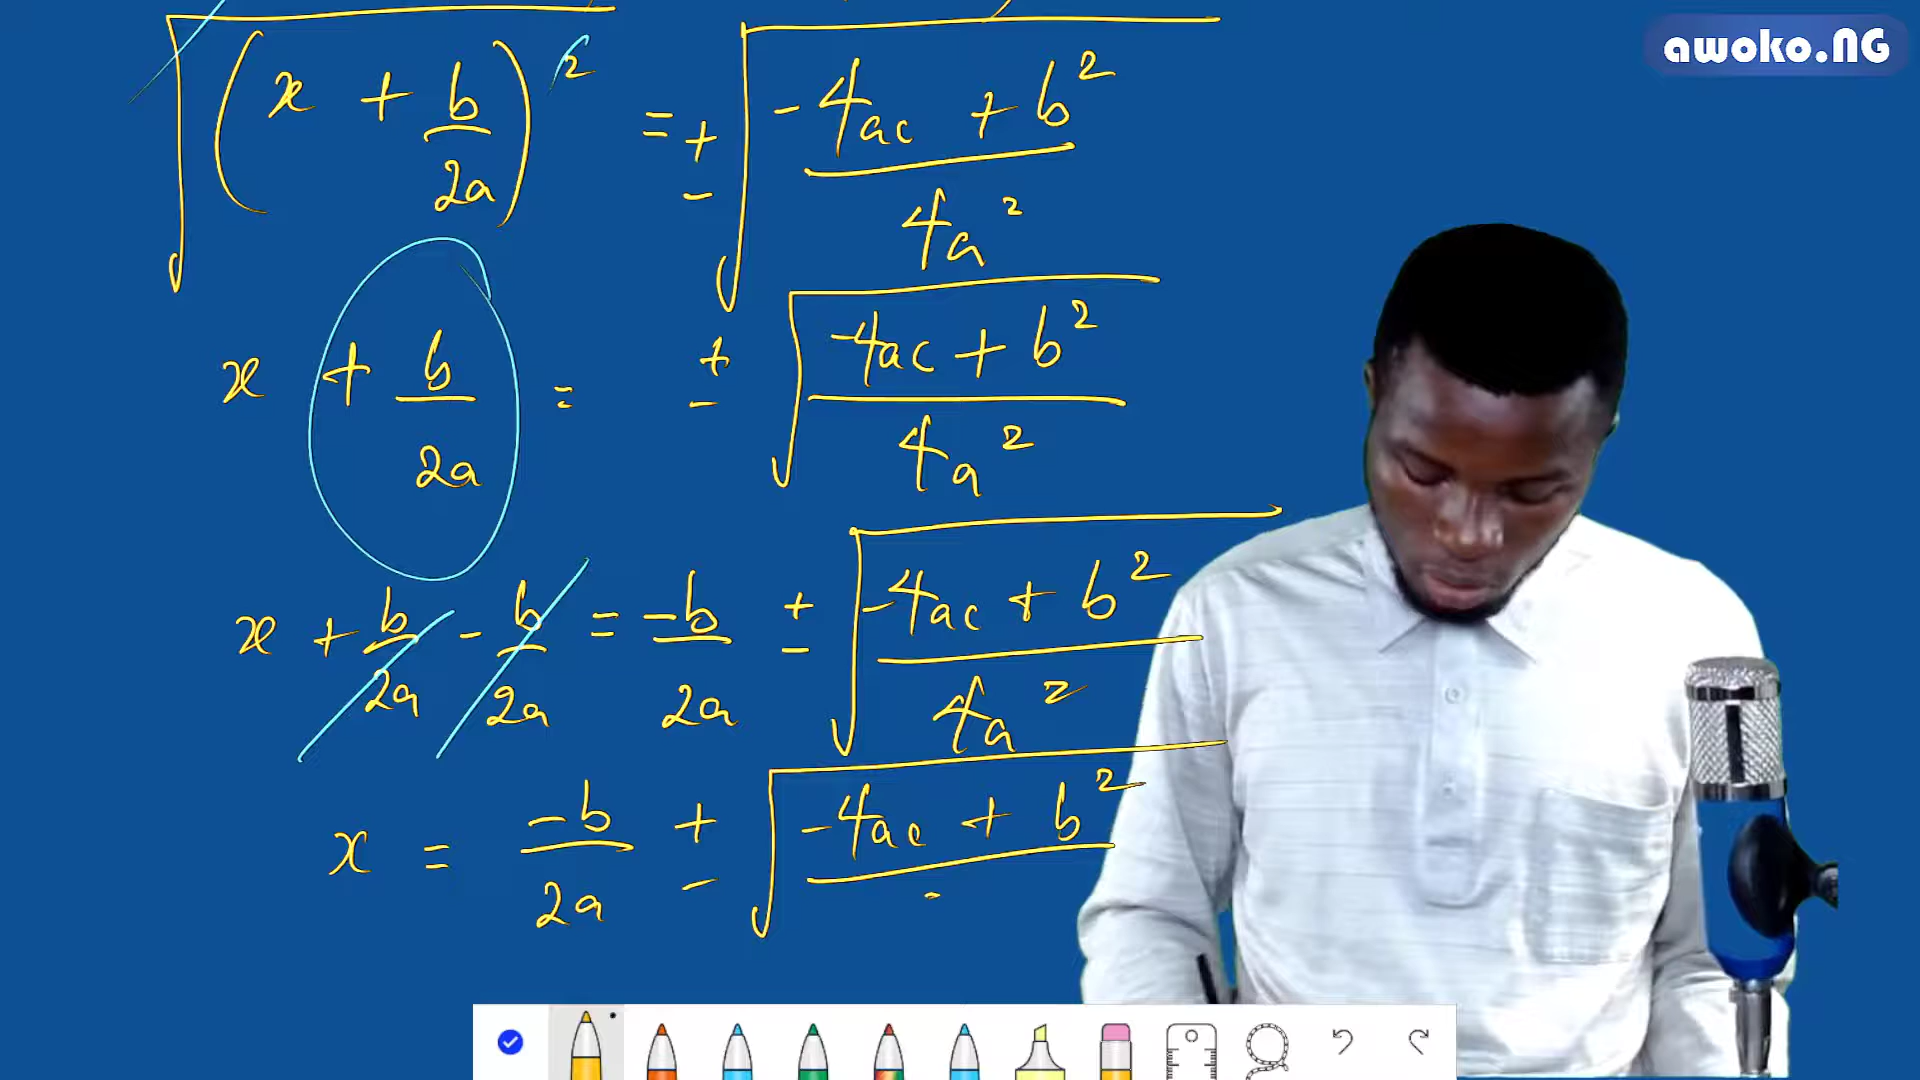 awoko.NG
√(x + b/2a)² = ± √(-4ac + b²)/(4a²)
x + b/2a = ± √(-4ac + b²)/(4a²)
x + b/2a - b/2a = -b/2a ± √(-4ac + b²)/(4a²)
x = -b/2a ± √(-4ac + b²)